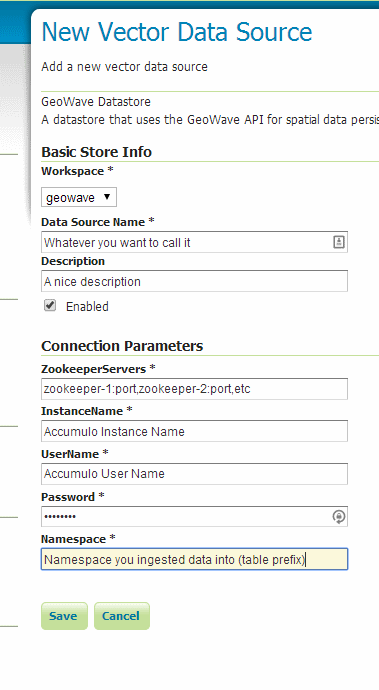 New Vector Data Source
Add a new vector data source
GeoWave Datastore
A datastore that uses the GeoWave API for spatial data persis
Basic Store Info
Workspace *
geowave
Data Source Name *
Whatever you want to call it
Description
A nice description
Enabled
Connection Parameters
ZookeeperServers *
zookeeper-1:port,zookeeper-2:port,etc
InstanceName *
Accumulo Instance Name
UserName *
Accumulo User Name
Password *
••••••••
Namespace *
Namespace you ingested data into (table prefix)
Save Cancel